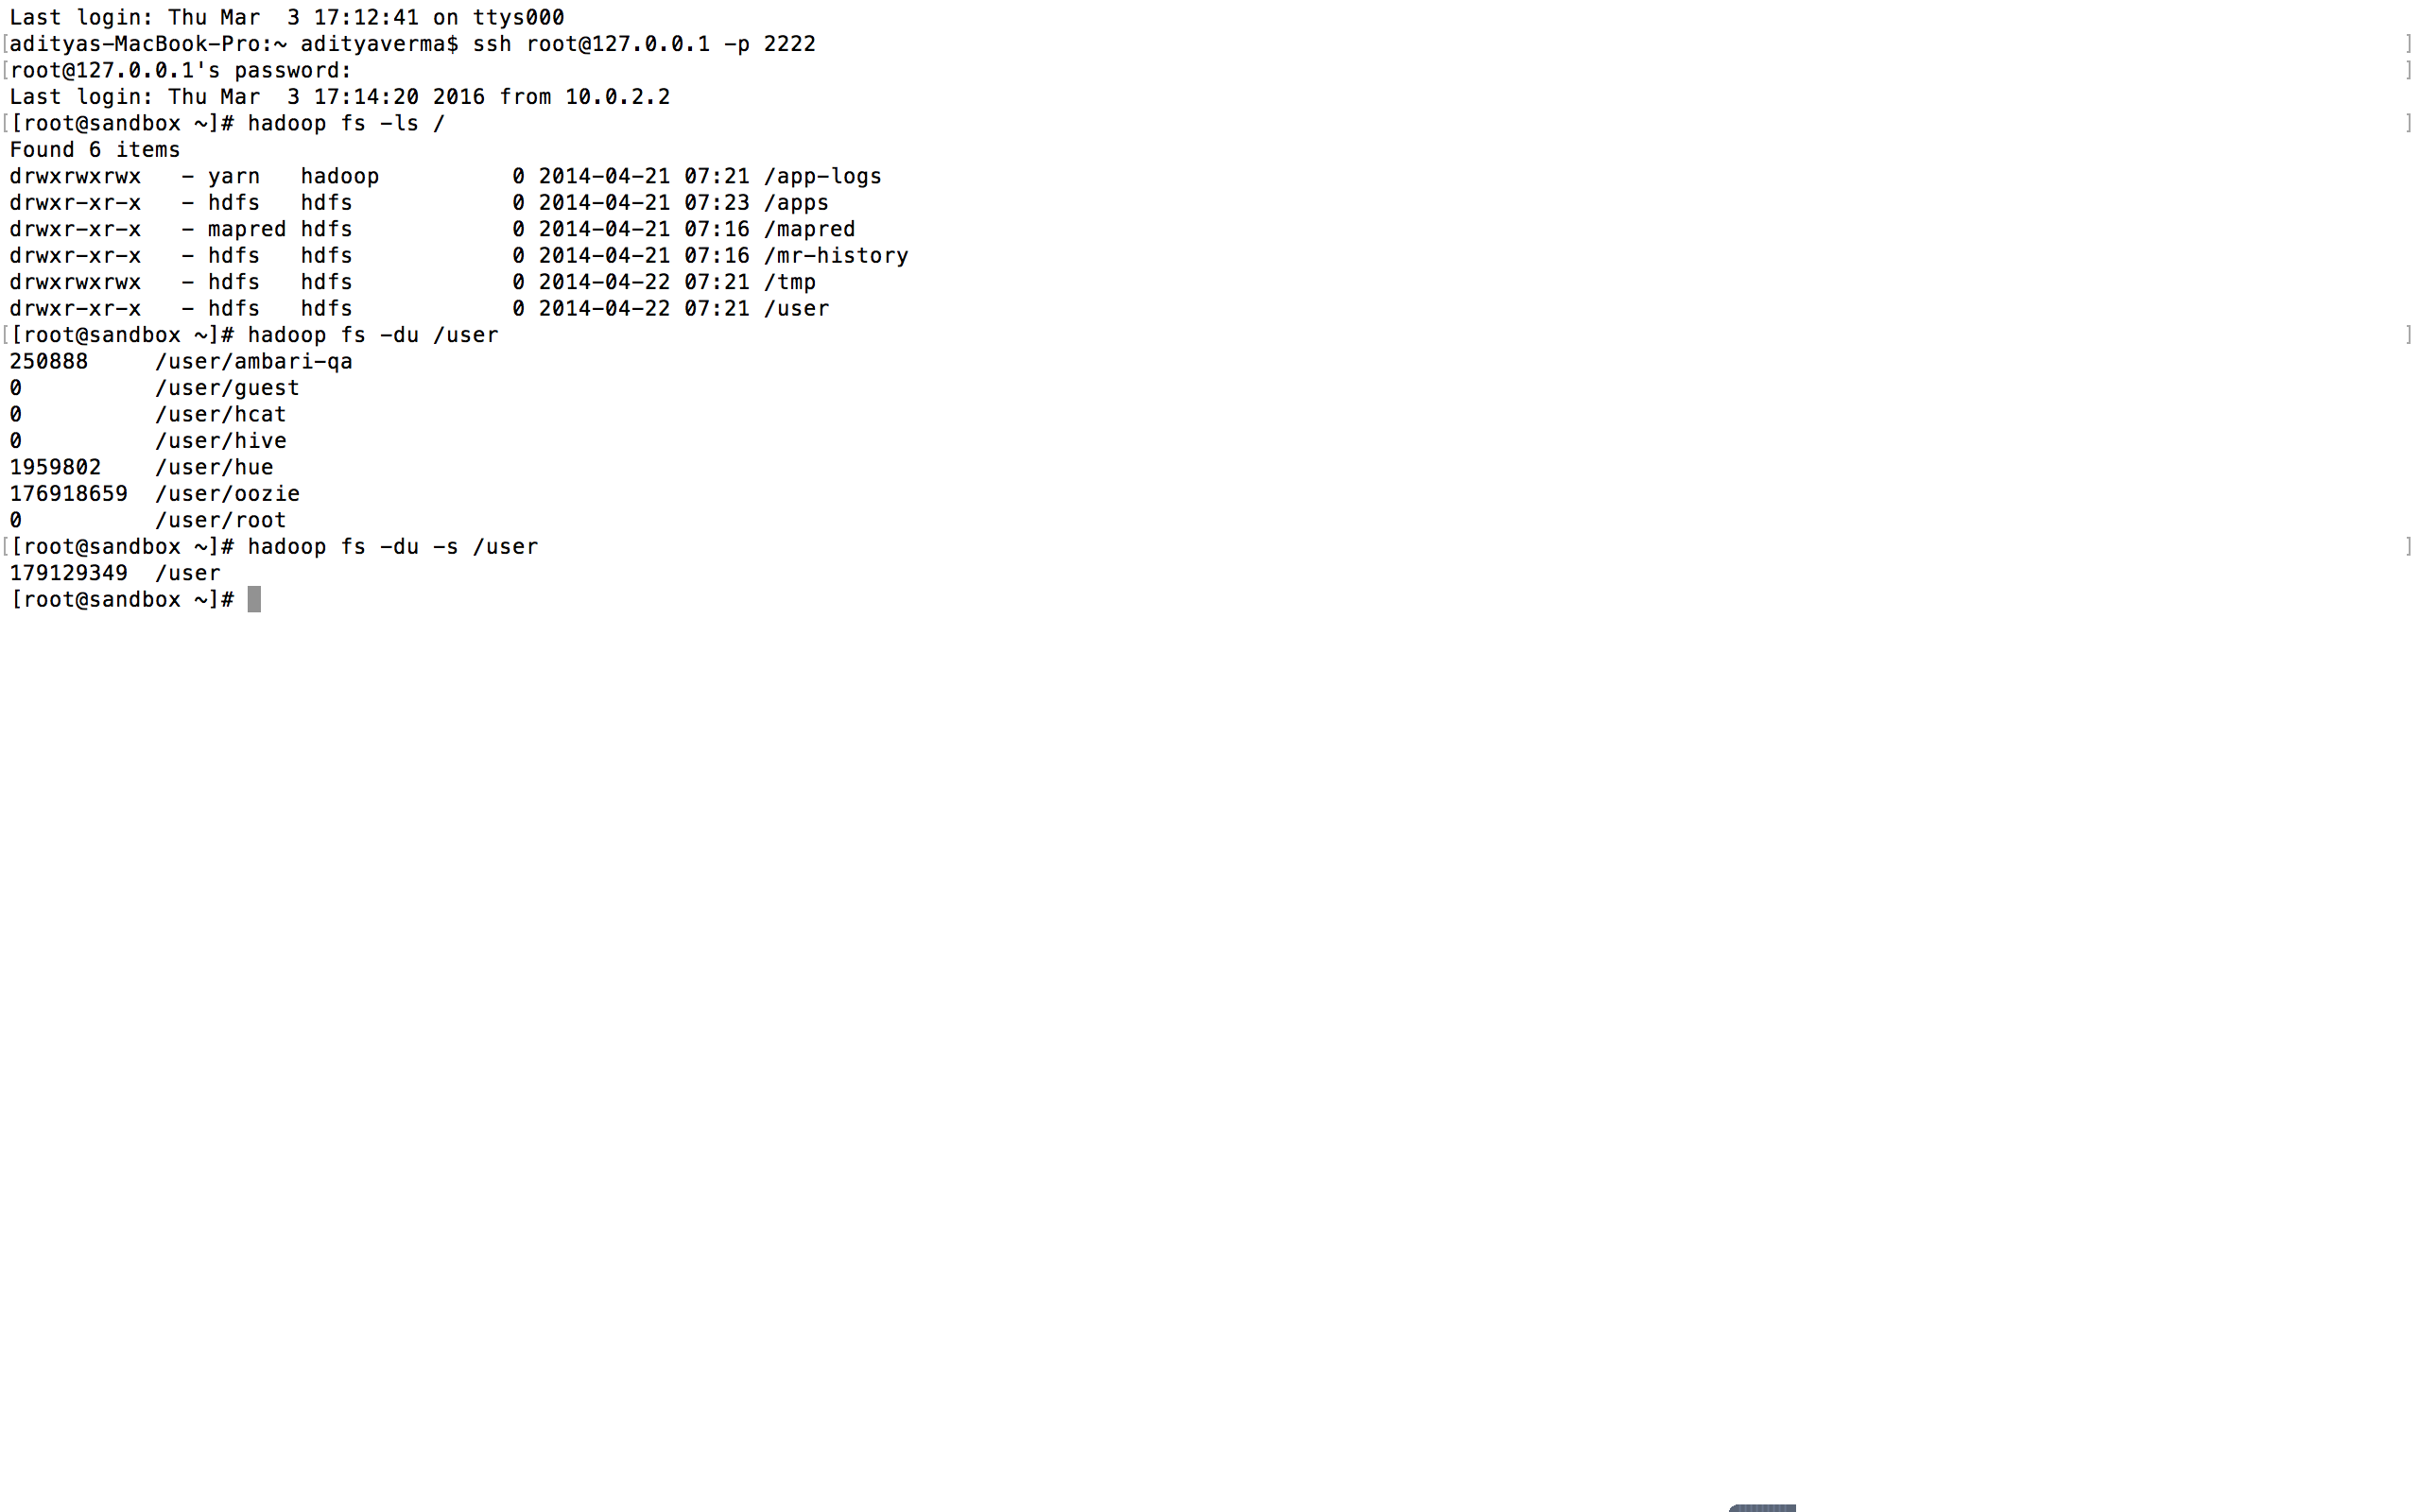 Last login: Thu Mar  3 17:12:41 on ttys000
[adityas-MacBook-Pro:~ adityaverma$ ssh root@127.0.0.1 -p 2222 ]
[root@127.0.0.1's password: ]
Last login: Thu Mar  3 17:14:20 2016 from 10.0.2.2
[[root@sandbox ~]# hadoop fs -ls / ]
Found 6 items
drwxrwxrwx   - yarn   hadoop          0 2014-04-21 07:21 /app-logs
drwxr-xr-x   - hdfs   hdfs            0 2014-04-21 07:23 /apps
drwxr-xr-x   - mapred hdfs            0 2014-04-21 07:16 /mapred
drwxr-xr-x   - hdfs   hdfs            0 2014-04-21 07:16 /mr-history
drwxrwxrwx   - hdfs   hdfs            0 2014-04-22 07:21 /tmp
drwxr-xr-x   - hdfs   hdfs            0 2014-04-22 07:21 /user
[[root@sandbox ~]# hadoop fs -du /user ]
250888     /user/ambari-qa
0          /user/guest
0          /user/hcat
0          /user/hive
1959802    /user/hue
176918659  /user/oozie
0          /user/root
[[root@sandbox ~]# hadoop fs -du -s /user ]
179129349  /user
[root@sandbox ~]#